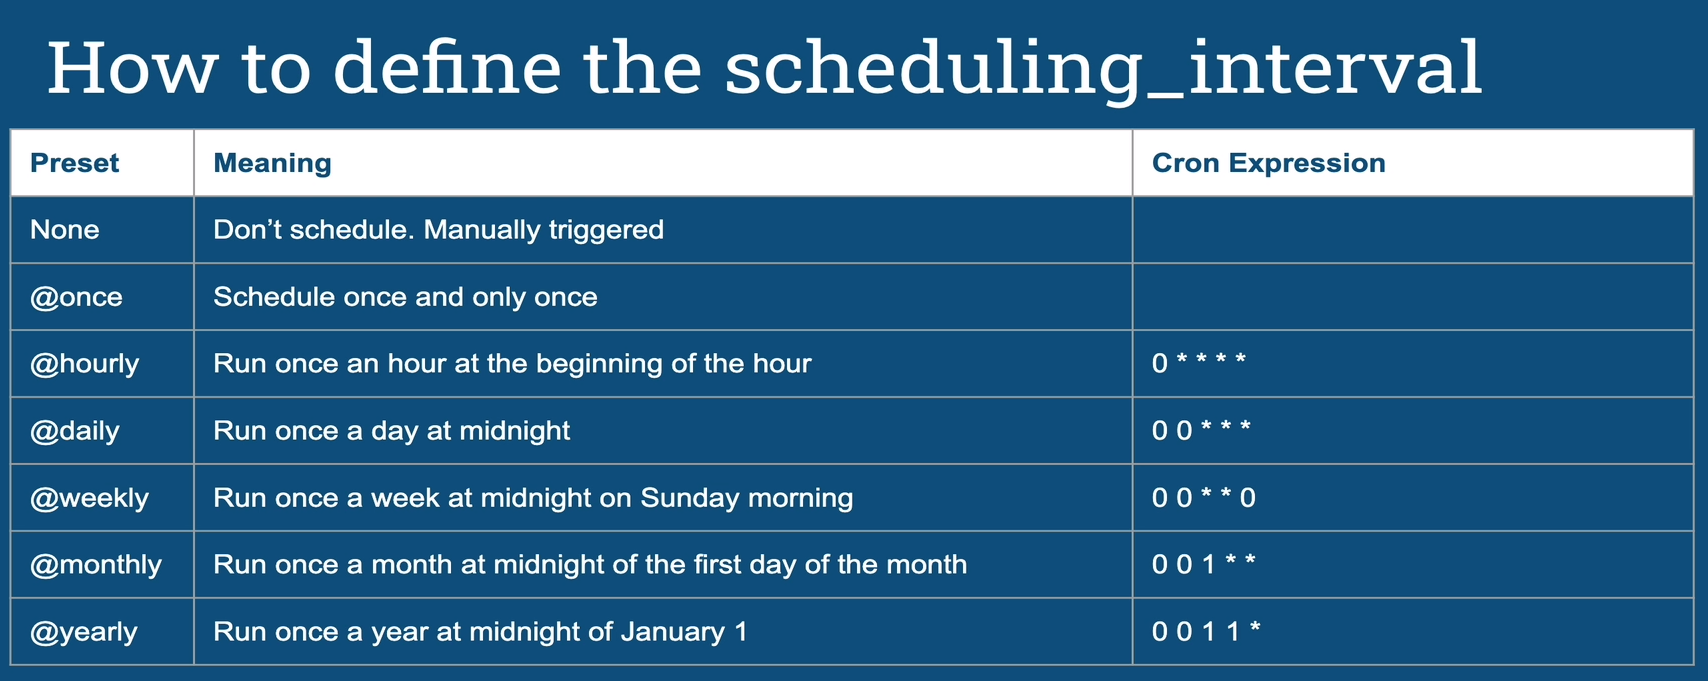 How to define the scheduling_interval
Preset Meaning Cron Expression
None Don’t schedule. Manually triggered
@once Schedule once and only once
@hourly Run once an hour at the beginning of the hour 0 * * * *
@daily Run once a day at midnight 0 0 * * *
@weekly Run once a week at midnight on Sunday morning 0 0 * * 0
@monthly Run once a month at midnight of the first day of the month 0 0 1 * *
@yearly Run once a year at midnight of January 1 0 0 1 1 *